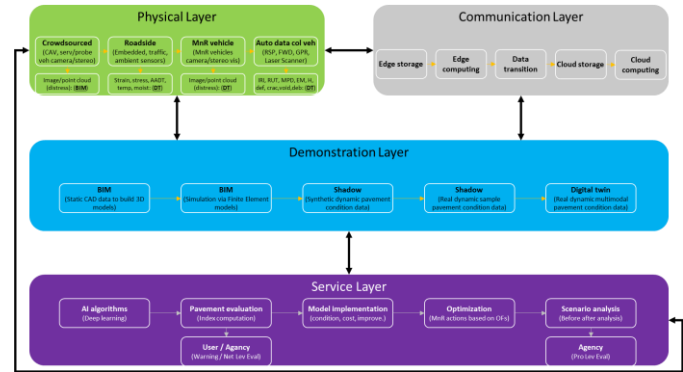 Physical Layer
Crowdsourced
(CAV, serv/probe
veh camera/stereo)
Roadside
(Embedded, traffic,
ambient sensors)
MnR vehicle
(MnR vehicles
camera/stereo vis
Auto data col veh
(RSP, FWD, GPR,
Laser Scanner)
Image/point cloud
(distress): (BIM)
Strain, stress, AADT,
temp, moist: (DT)
Image/point cloud
(distress): (DT)
IRI, RUT, MPD, EM, H,
def, crac,void,deb: (DT)
Communication Layer
Edge storage
Edge
computing
Data
transition
Cloud storage
Cloud
computing
Demonstration Layer
BIM
(Static CAD data to build 3D
models)
BIM
(Simulation via Finite Element
models)
Shadow
(Synthetic dynamic pavement
condition data)
Shadow
(Real dynamic sample
pavement condition data)
Digital twin
(Real dynamic multimodal
pavement condition data)
Service Layer
AI algorithms
(Deep learning)
Pavement evaluation
(Index computation)
Model implementation
(condition, cost, improve.)
Optimization
(MnR actions based on OFs)
Scenario analysis
(Before after analysis)
User / Agancy
(Warning / Net Lev Eval)
Agency
(Pro Lev Eval)